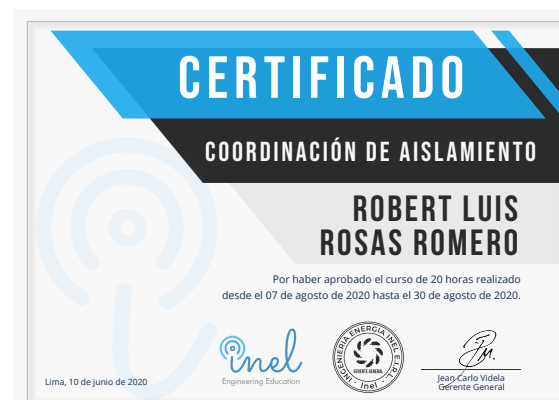 CERTIFICADO
COORDINACIÓN DE AISLAMIENTO
ROBERT LUIS
ROSAS ROMERO
Por haber aprobado el curso de 20 horas realizado
desde el 07 de agosto de 2020 hasta el 30 de agosto de 2020.
inel
Engineering Education
INGENIERIA ENERGIA INEL E.I.R.L.
GERENTE GENERAL
Inel
Lima, 10 de junio de 2020
Jean Carlo Videla
Gerente General